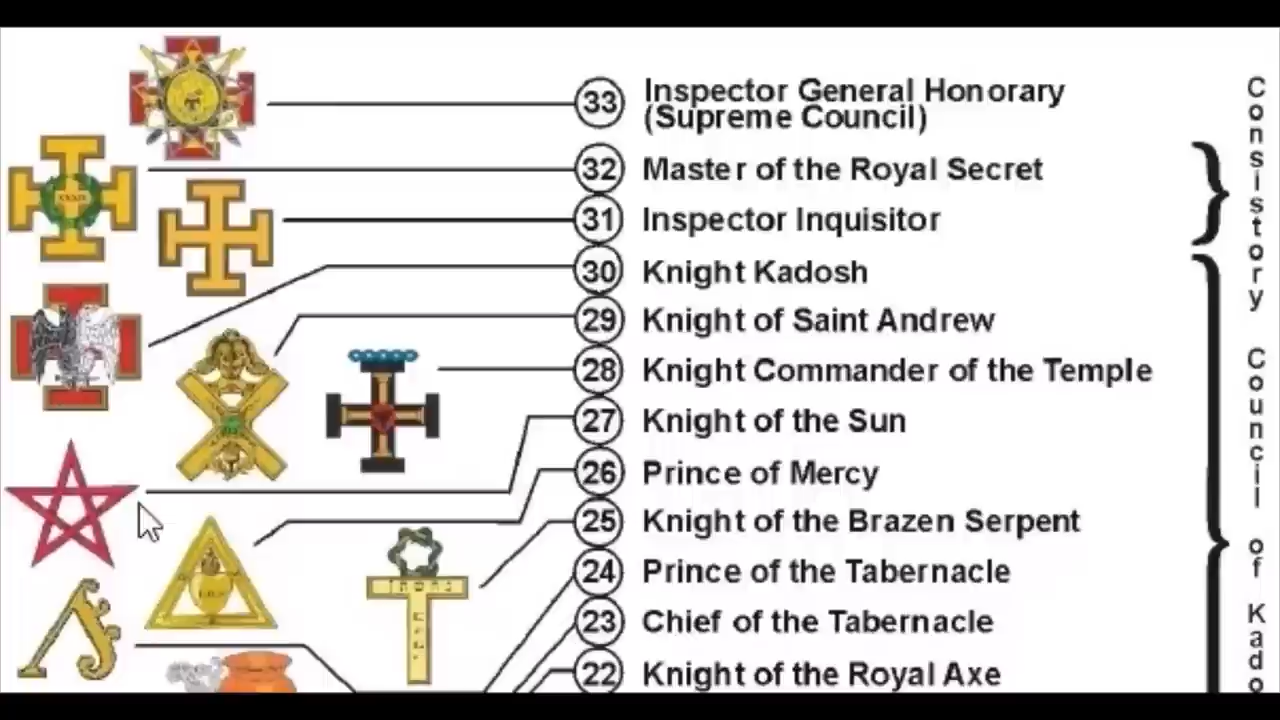 33 Inspector General Honorary
(Supreme Council)
32 Master of the Royal Secret
31 Inspector Inquisitor
30 Knight Kadosh
29 Knight of Saint Andrew
28 Knight Commander of the Temple
27 Knight of the Sun
26 Prince of Mercy
25 Knight of the Brazen Serpent
24 Prince of the Tabernacle
23 Chief of the Tabernacle
22 Knight of the Royal Axe
Consistory Council of Kado